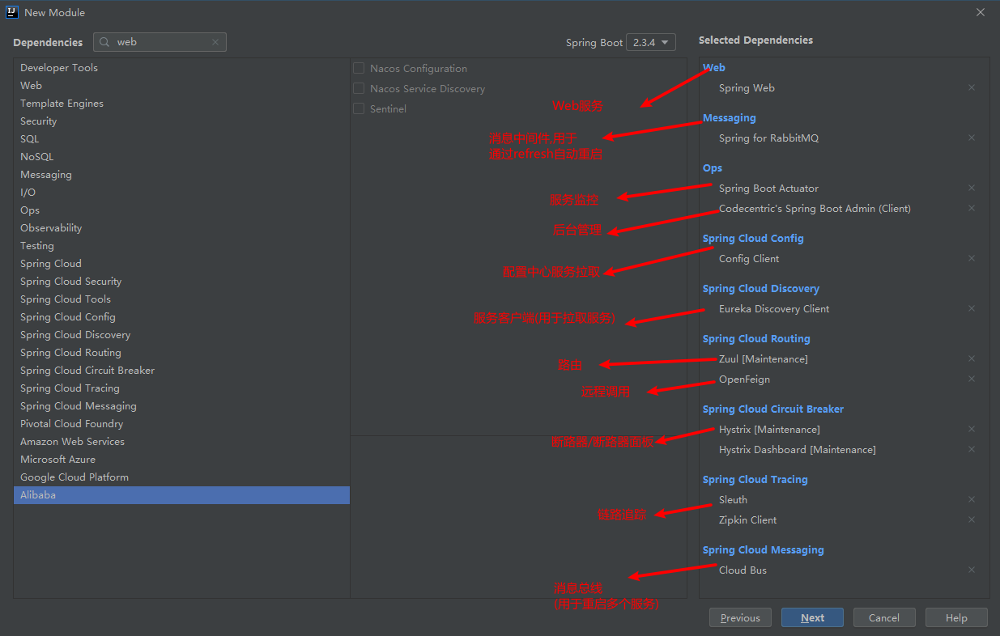 New Module
Dependencies
web
Spring Boot
2.3.4
Developer Tools
Web
Template Engines
Security
SQL
NoSQL
Messaging
I/O
Ops
Observability
Testing
Spring Cloud
Spring Cloud Security
Spring Cloud Tools
Spring Cloud Config
Spring Cloud Discovery
Spring Cloud Routing
Spring Cloud Circuit Breaker
Spring Cloud Tracing
Spring Cloud Messaging
Pivotal Cloud Foundry
Amazon Web Services
Microsoft Azure
Google Cloud Platform
Alibaba
Nacos Configuration
Nacos Service Discovery
Sentinel
Web服务
消息中间件,用于
通过refresh自动重启
服务监控
后台管理
配置中心服务拉取
服务客户端(用于拉取服务)
路由
远程调用
断路器/断路器面板
链路追踪
消息总线
(用于重启多个服务)
Selected Dependencies
Web
Spring Web
Messaging
Spring for RabbitMQ
Ops
Spring Boot Actuator
Codecentric's Spring Boot Admin (Client)
Spring Cloud Config
Config Client
Spring Cloud Discovery
Eureka Discovery Client
Spring Cloud Routing
Zuul [Maintenance]
OpenFeign
Spring Cloud Circuit Breaker
Hystrix [Maintenance]
Hystrix Dashboard [Maintenance]
Spring Cloud Tracing
Sleuth
Zipkin Client
Spring Cloud Messaging
Cloud Bus
Previous
Next
Cancel
Help